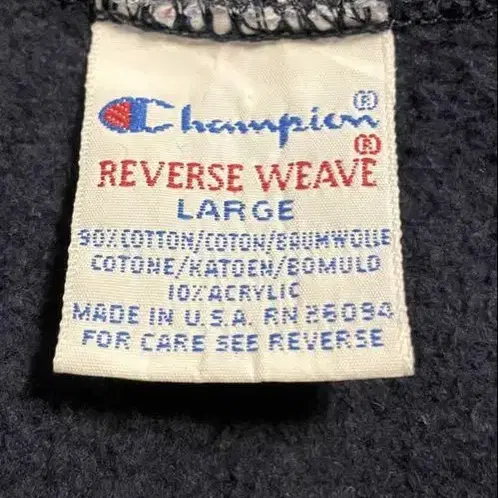 Champion®
REVERSE WEAVE®
LARGE
90% COTTON/COTON/BAUMWOLLE
COTONE/KATOEN/BOMULD
10% ACRYLIC
MADE IN U.S.A. RN 26094
FOR CARE SEE REVERSE